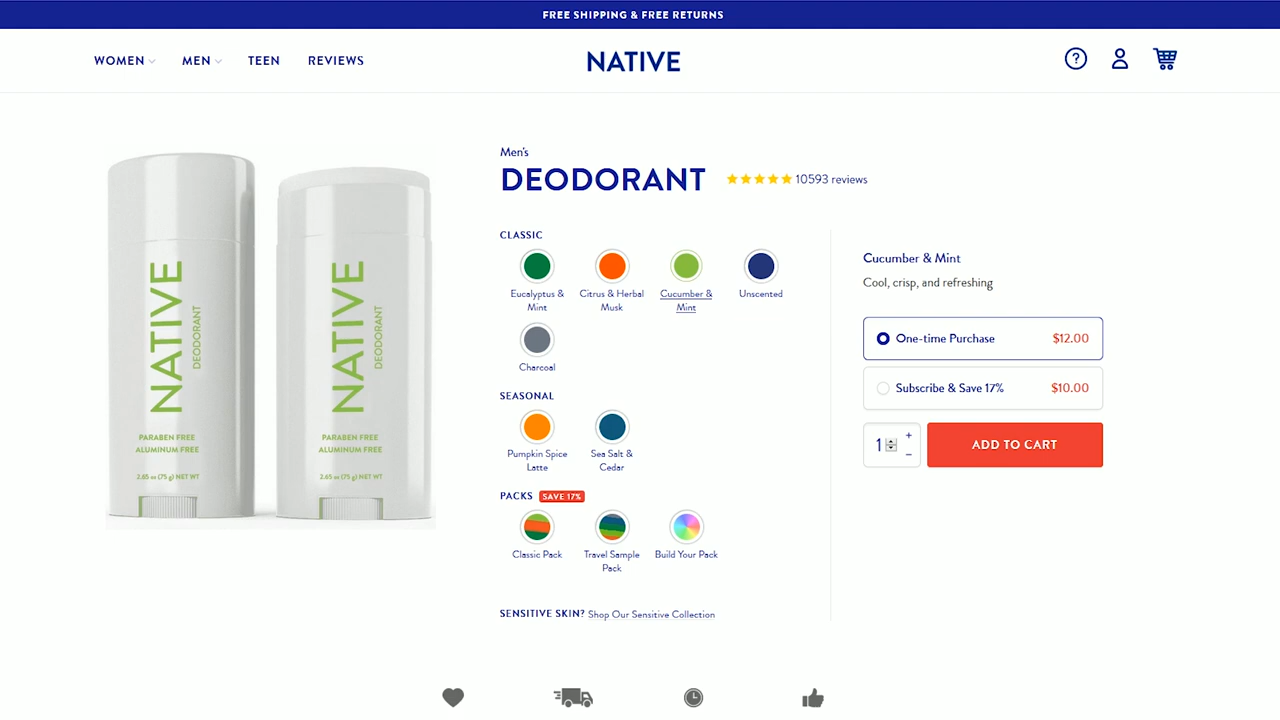 FREE SHIPPING & FREE RETURNS
WOMEN
MEN
TEEN
REVIEWS
NATIVE
NATIVE
DEODORANT
PARABEN FREE
ALUMINUM FREE
2.65 oz (75 g) NET WT
NATIVE
DEODORANT
PARABEN FREE
ALUMINUM FREE
2.65 oz (75 g) NET WT
Men's
DEODORANT
10593 reviews
CLASSIC
Eucalyptus &
Mint
Citrus & Herbal
Musk
Cucumber &
Mint
Unscented
Charcoal
SEASONAL
Pumpkin Spice
Latte
Sea Salt &
Cedar
PACKS SAVE 17%
Classic Pack
Travel Sample
Pack
Build Your Pack
SENSITIVE SKIN? Shop Our Sensitive Collection
Cucumber & Mint
Cool, crisp, and refreshing
One-time Purchase $12.00
Subscribe & Save 17% $10.00
1 + −
ADD TO CART